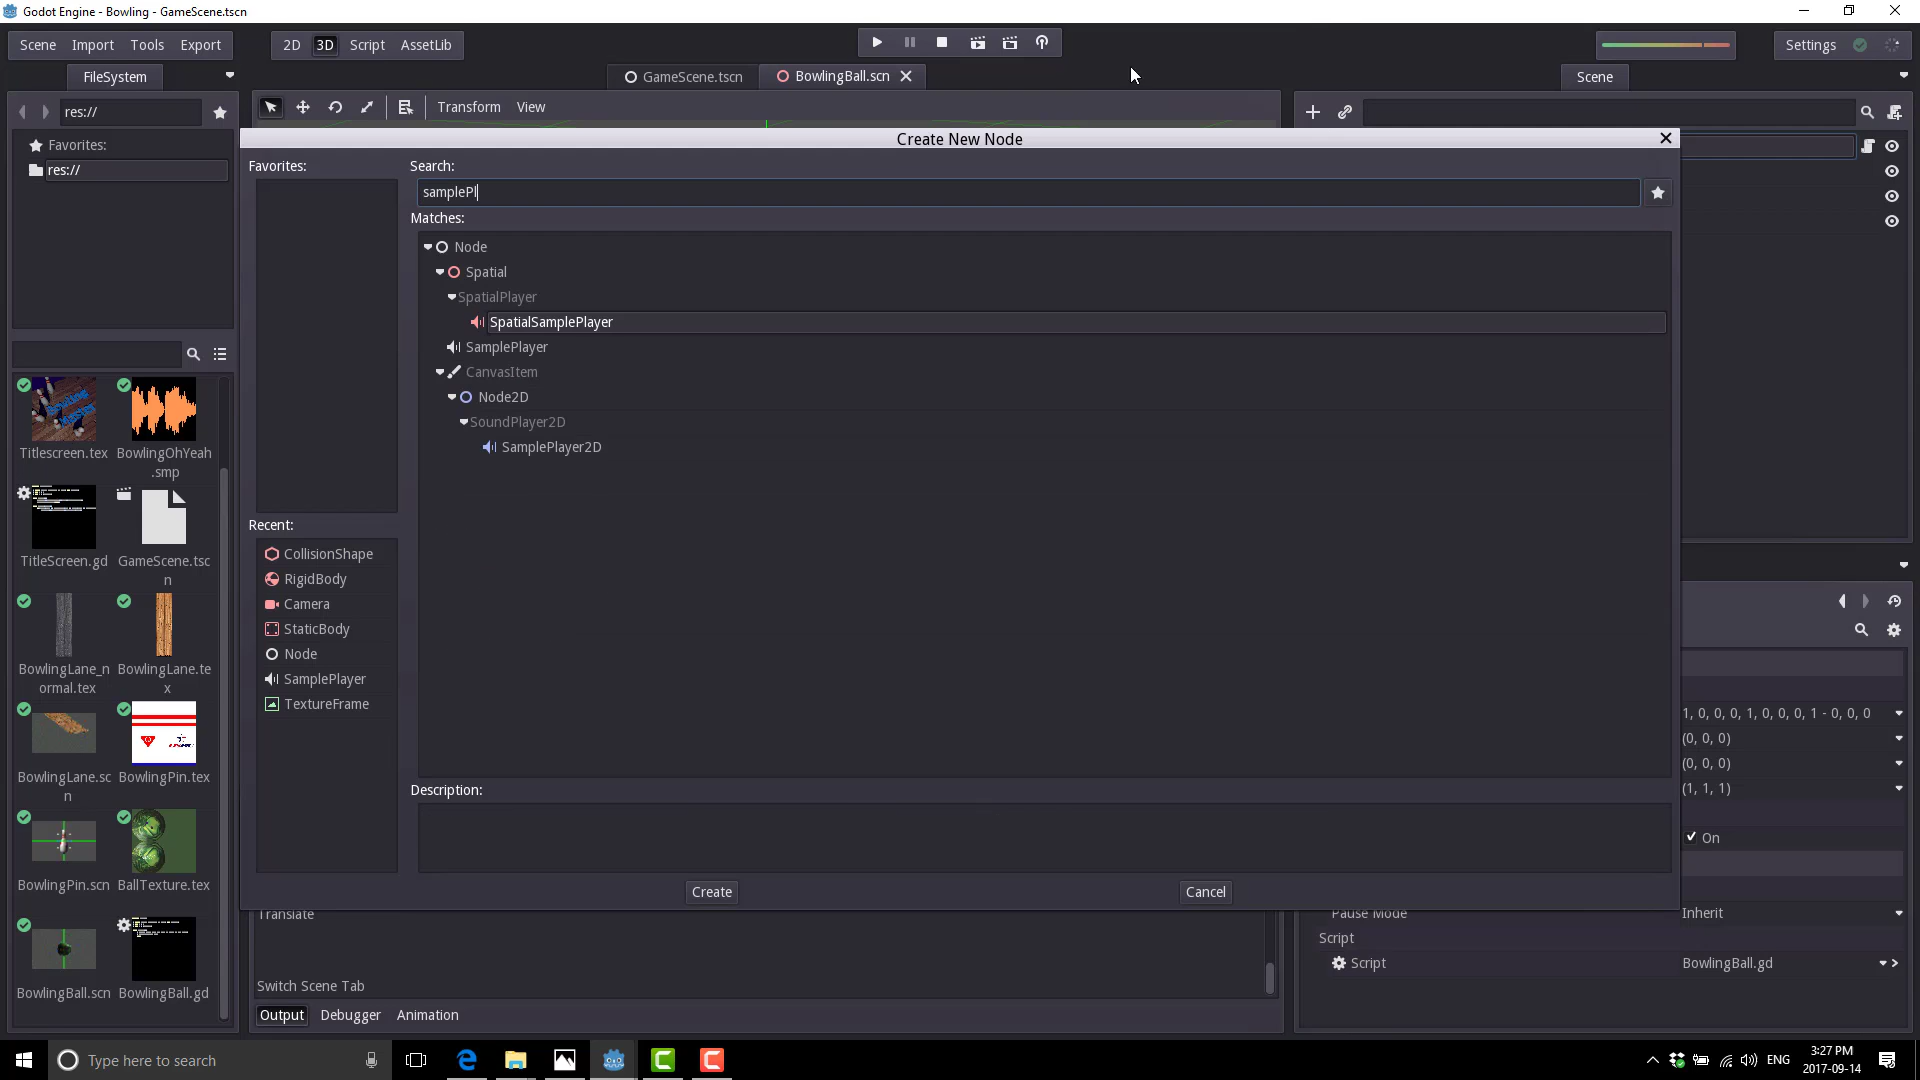 Godot Engine - Bowling - GameScene.tscn
Scene Import Tools Export
2D 3D Script AssetLib
Settings
FileSystem
GameScene.tscn
BowlingBall.scn
Scene
res://
Transform View
Create New Node
Favorites:
res://
Favorites:
Search:
samplePl
Matches:
Node
Spatial
SpatialPlayer
SpatialSamplePlayer
SamplePlayer
CanvasItem
Node2D
SoundPlayer2D
SamplePlayer2D
Recent:
CollisionShape
RigidBody
Camera
StaticBody
Node
SamplePlayer
TextureFrame
Description:
Create
Cancel
Titlescreen.tex
BowlingOhYeah
.smp
TitleScreen.gd
GameScene.tsc
n
BowlingLane_n
ormal.tex
BowlingLane.te
x
BowlingLane.sc
n
BowlingPin.tex
BowlingPin.scn
BallTexture.tex
BowlingBall.scn
BowlingBall.gd
1, 0, 0, 0, 1, 0, 0, 0, 1 - 0, 0, 0
(0, 0, 0)
(0, 0, 0)
(1, 1, 1)
On
Pause Mode
Inherit
Script
Script
BowlingBall.gd
Translate
Switch Scene Tab
Output Debugger Animation
Type here to search
ENG
3:27 PM
2017-09-14